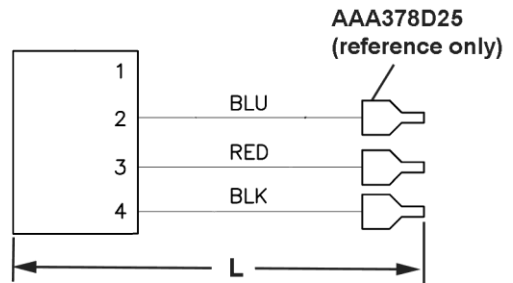 AAA378D25
(reference only)
1
2 BLU
3 RED
4 BLK
L